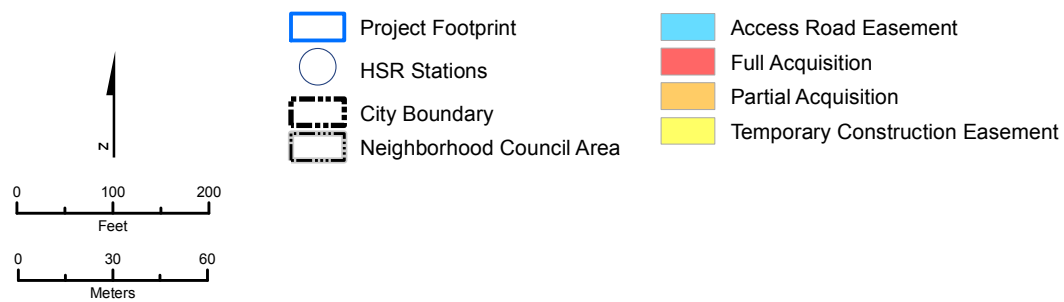 Project Footprint
HSR Stations
City Boundary
Neighborhood Council Area
Access Road Easement
Full Acquisition
Partial Acquisition
Temporary Construction Easement
N
0 100 200
Feet
0 30 60
Meters